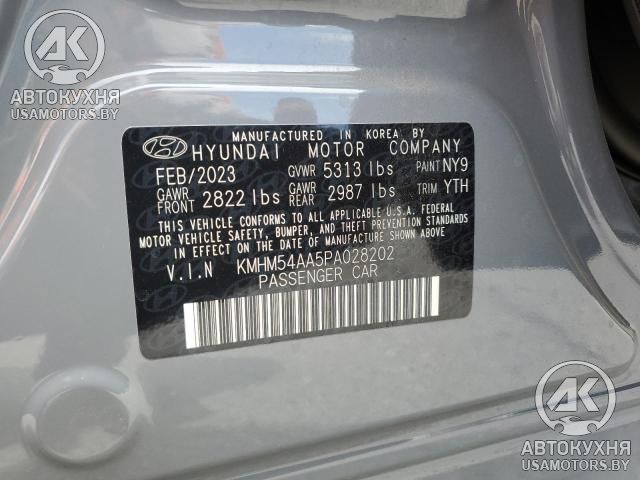 АК
АВТОКУХНЯ
USAMOTORS.BY
MANUFACTURED IN KOREA BY
HYUNDAI MOTOR COMPANY
FEB/2023 GVWR 5313 lbs PAINT NY9
GAWR FRONT 2822 lbs GAWR REAR 2987 lbs TRIM YTH
THIS VEHICLE CONFORMS TO ALL APPLICABLE U.S.A. FEDERAL
MOTOR VEHICLE SAFETY, BUMPER, AND THEFT PREVENTION STANDARDS
IN EFFECT ON THE DATE OF MANUFACTURE SHOWN ABOVE.
V.I.N KMHM54AA5PA028202
PASSENGER CAR
АК
АВТОКУХНЯ
USAMOTORS.BY